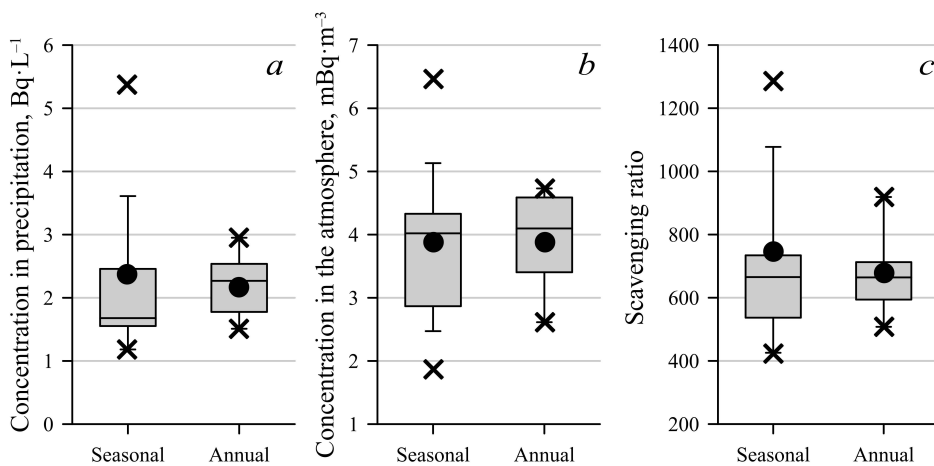 Concentration in precipitation, Bq·L⁻¹
6
5
4
3
2
1
0
a
Seasonal Annual
Concentration in the atmosphere, mBq·m⁻³
7
6
5
4
3
2
1
b
Seasonal Annual
Scavenging ratio
1400
1200
1000
800
600
400
200
c
Seasonal Annual